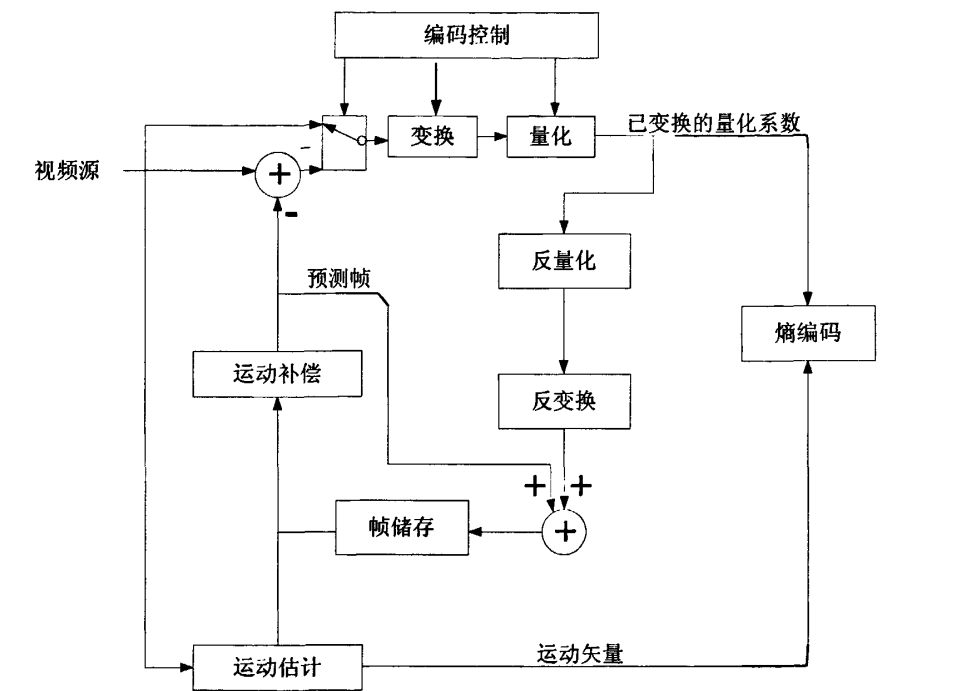 编码控制
变换
量化
已变换的量化系数
视频源
+
-
-
反量化
预测帧
熵编码
运动补偿
反变换
+ +
帧储存
+
运动矢量
运动估计